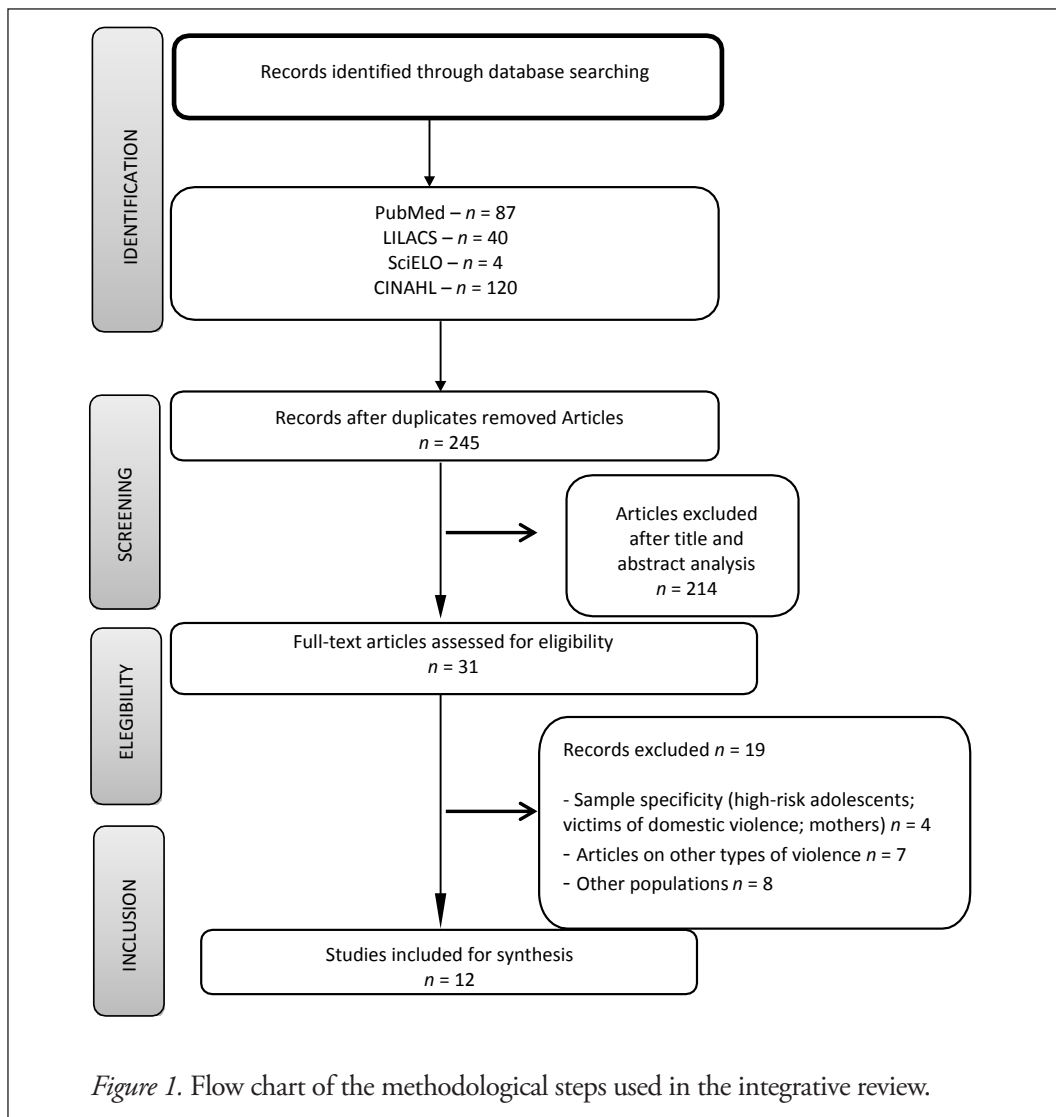 IDENTIFICATION
Records identified through database searching
PubMed – n = 87
LILACS – n = 40
SciELO – n = 4
CINAHL – n = 120
SCREENING
Records after duplicates removed Articles
n = 245
Articles excluded
after title and
abstract analysis
n = 214
ELEGIBILITY
Full-text articles assessed for eligibility
n = 31
Records excluded n = 19
- Sample specificity (high-risk adolescents;
victims of domestic violence; mothers) n = 4
- Articles on other types of violence n = 7
- Other populations n = 8
INCLUSION
Studies included for synthesis
n = 12
Figure 1. Flow chart of the methodological steps used in the integrative review.